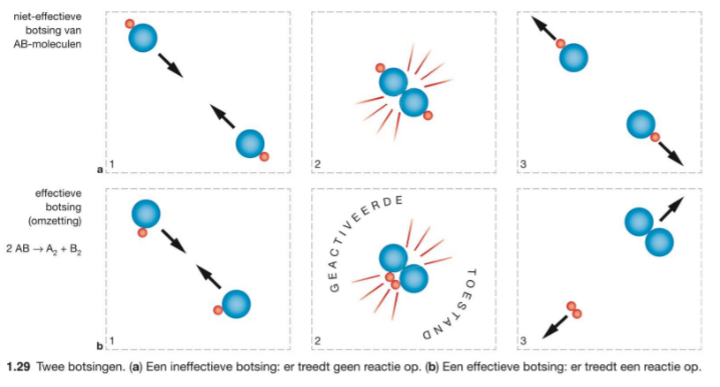 niet-effectieve
botsing van
AB-moleculen
a
1
2
3
effectieve
botsing
(omzetting)
2 AB → A₂ + B₂
GEACTIVEERDE
TOESTAND
b
1
2
3
1.29 Twee botsingen. (a) Een ineffectieve botsing: er treedt geen reactie op. (b) Een effectieve botsing: er treedt een reactie op.